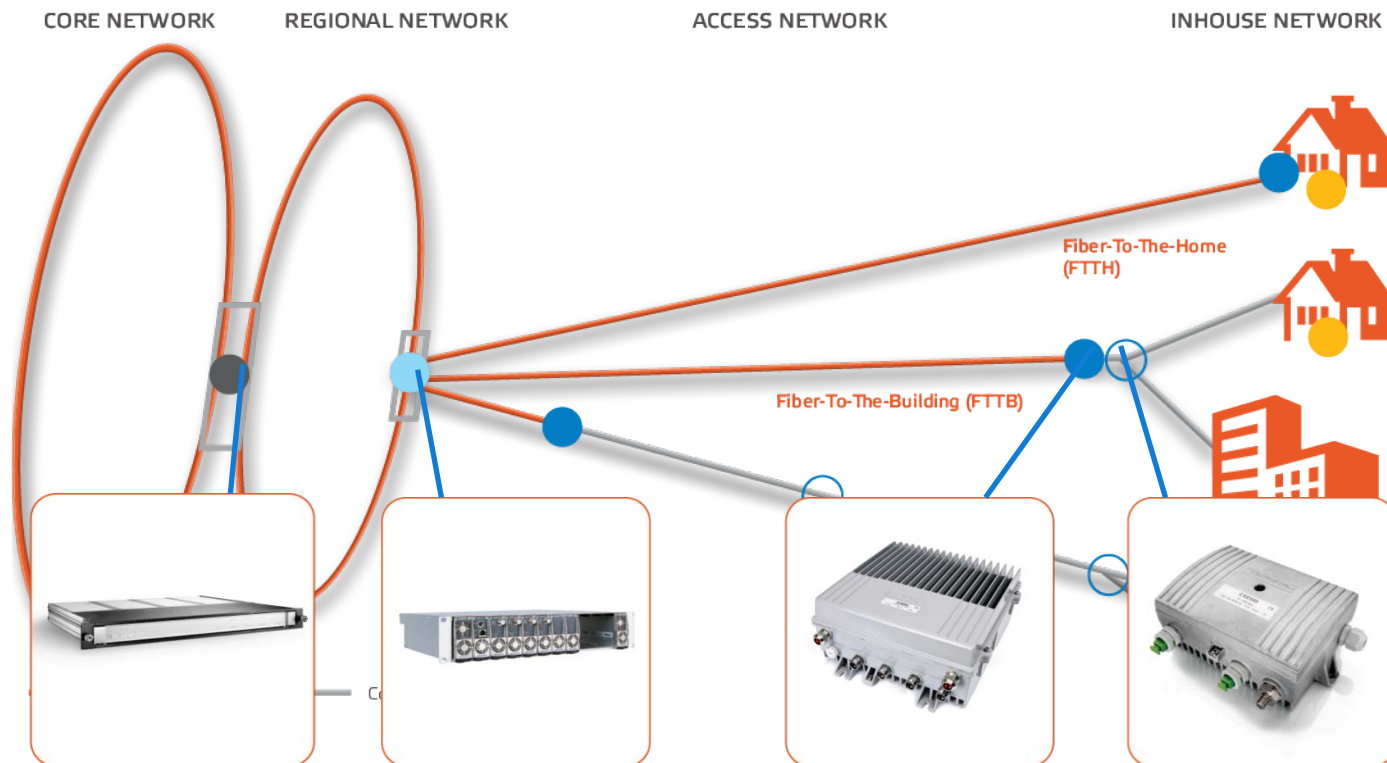 CORE NETWORK
REGIONAL NETWORK
ACCESS NETWORK
INHOUSE NETWORK
Fiber-To-The-Home
(FTTH)
Fiber-To-The-Building (FTTB)